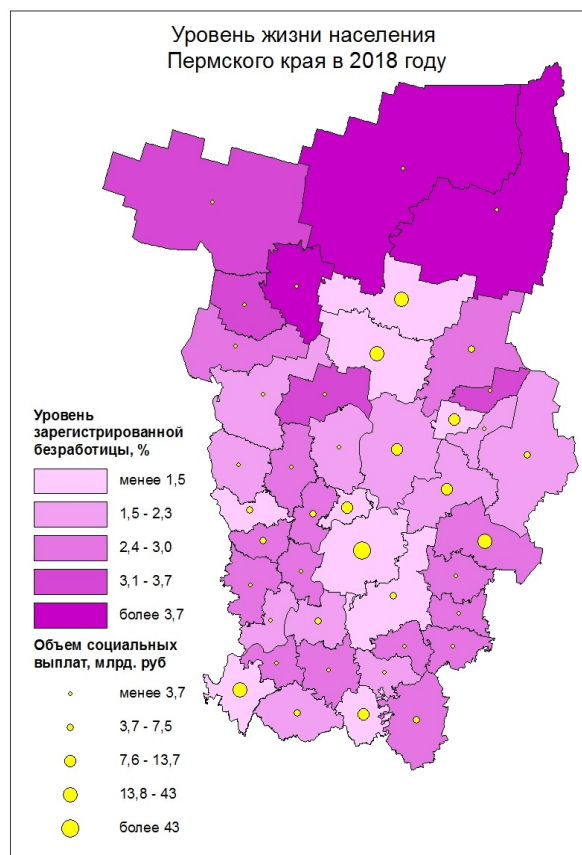 Уровень жизни населения
Пермского края в 2018 году
Уровень
зарегистрированной
безработицы, %
менее 1,5
1,5 - 2,3
2,4 - 3,0
3,1 - 3,7
более 3,7
Объем социальных
выплат, млрд. руб
менее 3,7
3,7 - 7,5
7,6 - 13,7
13,8 - 43
более 43